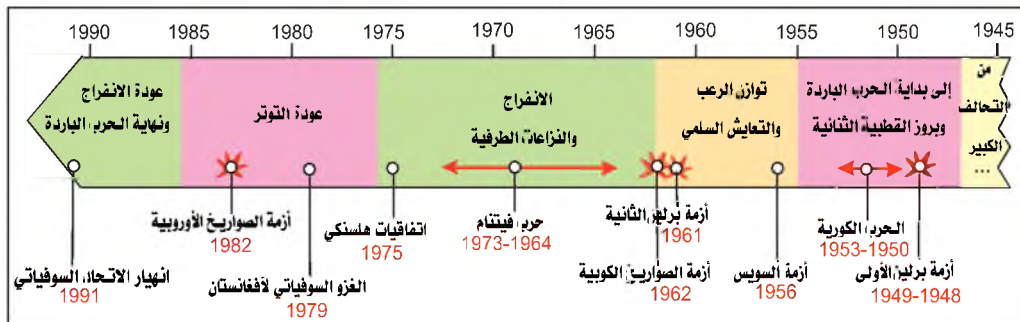 1945 1950 1955 1960 1965 1970 1975 1980 1985 1990
من
التحالف
الكبير
...
إلى بداية الحرب الباردة
وبروز القطبية الثنائية
توازن الرعب
والتعايش السلمي
الانفراج
والنزاعات الطرفية
عودة التوتر
عودة الانفراج
ونهاية الحرب الباردة
أزمة برلين الأولى
1949-1948
الحرب الكورية
1953-1950
أزمة السويس
1956
أزمة برلين الثانية
1961
أزمة الصواريخ الكوبية
1962
حرب فيتنام
1973-1964
اتفاقيات هلسنكي
1975
الغزو السوفياتي لأفغانستان
1979
أزمة الصواريخ الأوروبية
1982
انهيار الاتحاد السوفياتي
1991